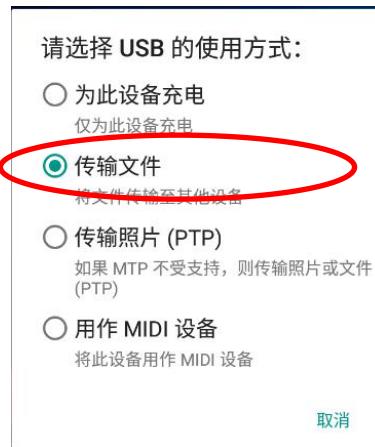 请选择 USB 的使用方式：
为此设备充电
仅为此设备充电
传输文件
将文件传输至其他设备
传输照片 (PTP)
如果 MTP 不受支持，则传输照片或文件
(PTP)
用作 MIDI 设备
将此设备用作 MIDI 设备
取消